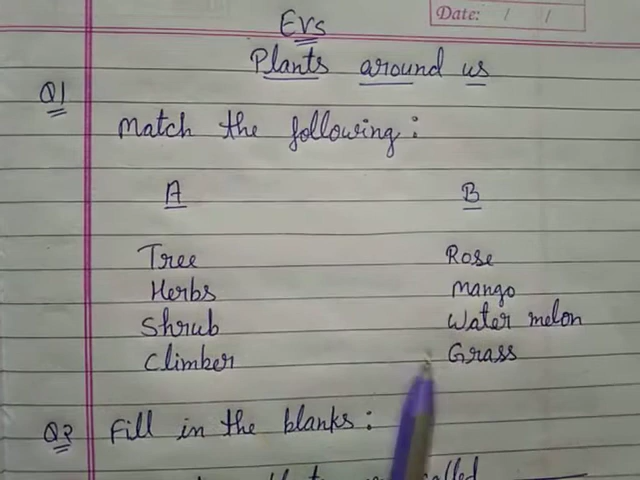 Date: / /
EVS
Plants around us
Q1
Match the following:
A B
Tree Rose
Herbs Mango
Shrub Water melon
Climber Grass
Q2 Fill in the blanks:
called